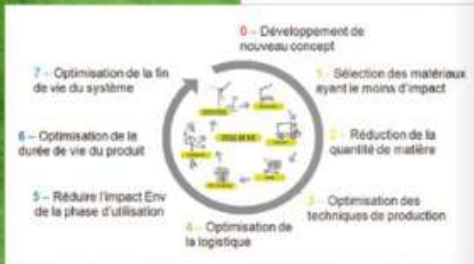 0 – Développement de
nouveau concept
1 – Sélection des matériaux
ayant le moins d'impact
2 – Réduction de la
quantité de matière
3 – Optimisation des
techniques de production
4 – Optimisation de
la logistique
5 – Réduire l'impact Env
de la phase d'utilisation
6 – Optimisation de la
durée de vie du produit
7 – Optimisation de la fin
de vie du système
CYCLE DE VIE